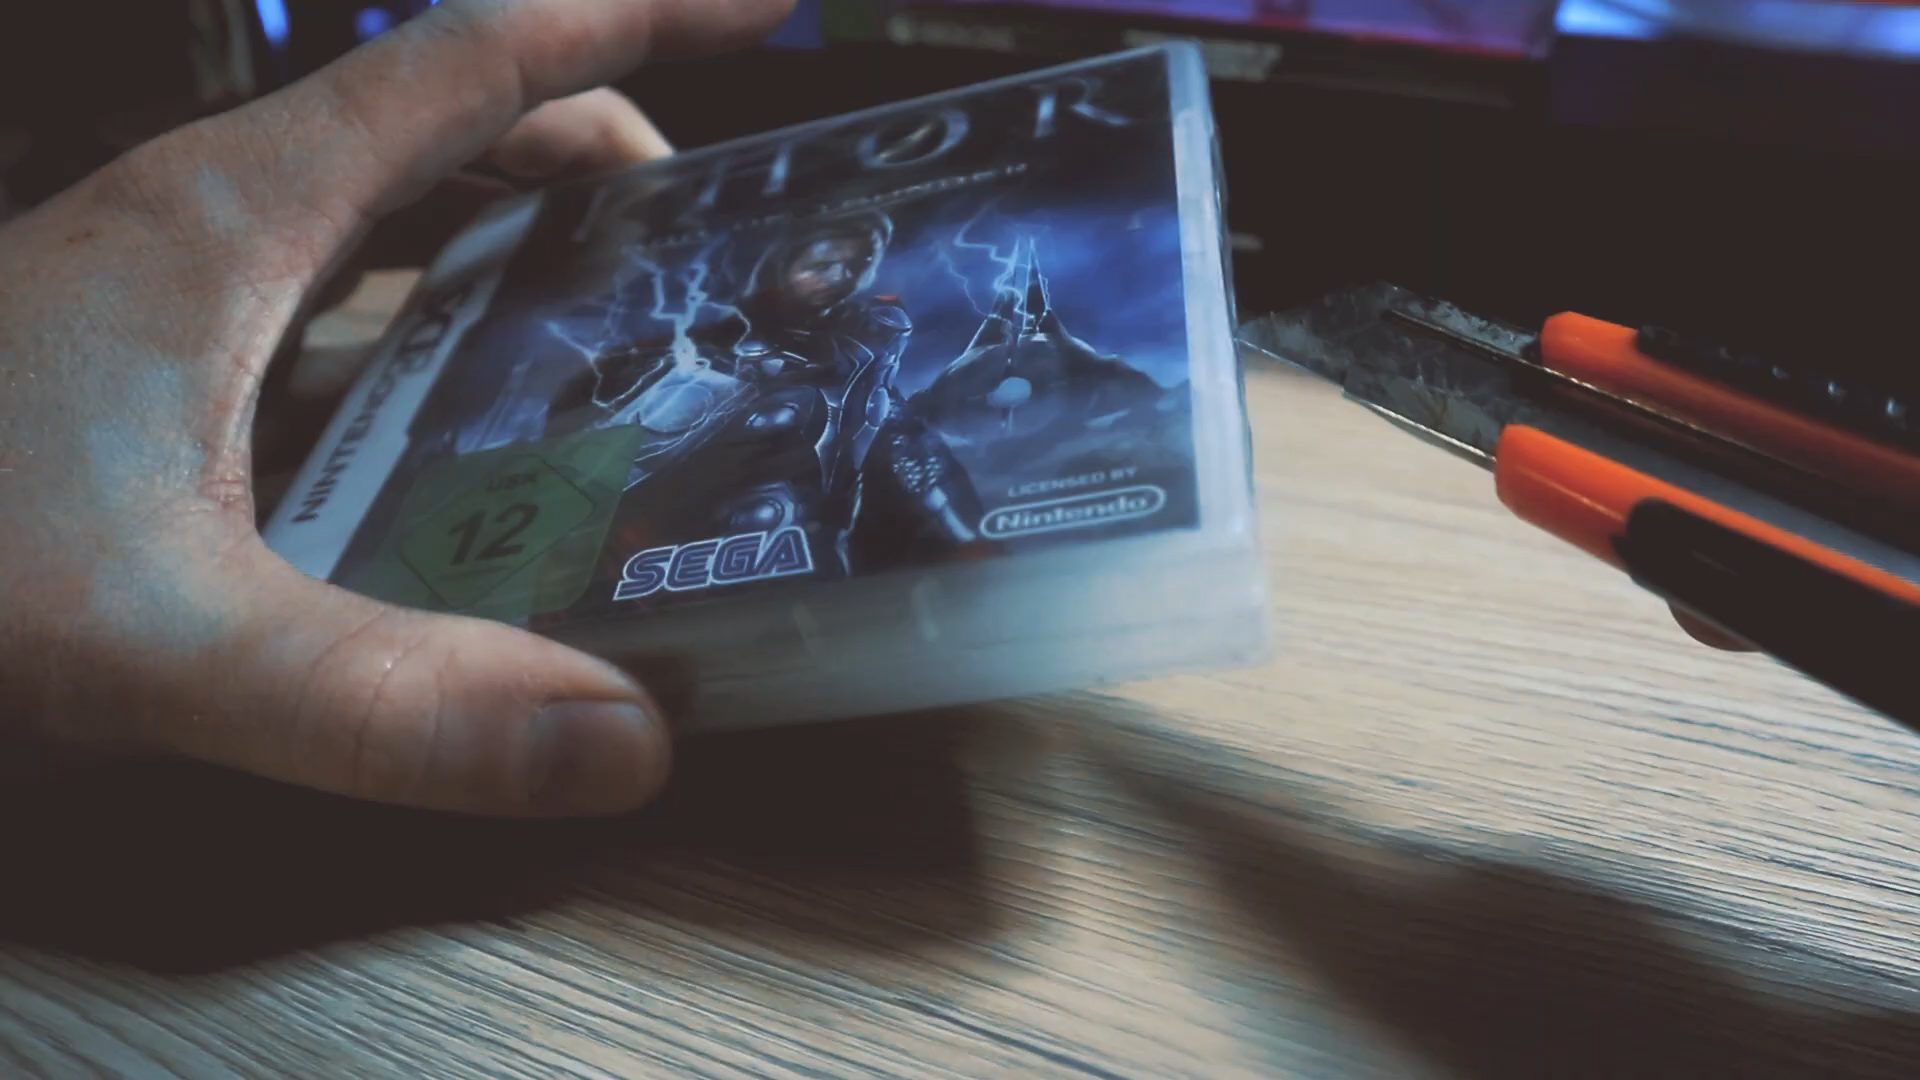 THOR
NINTENDO DS
USK
12
SEGA
LICENSED BY
Nintendo